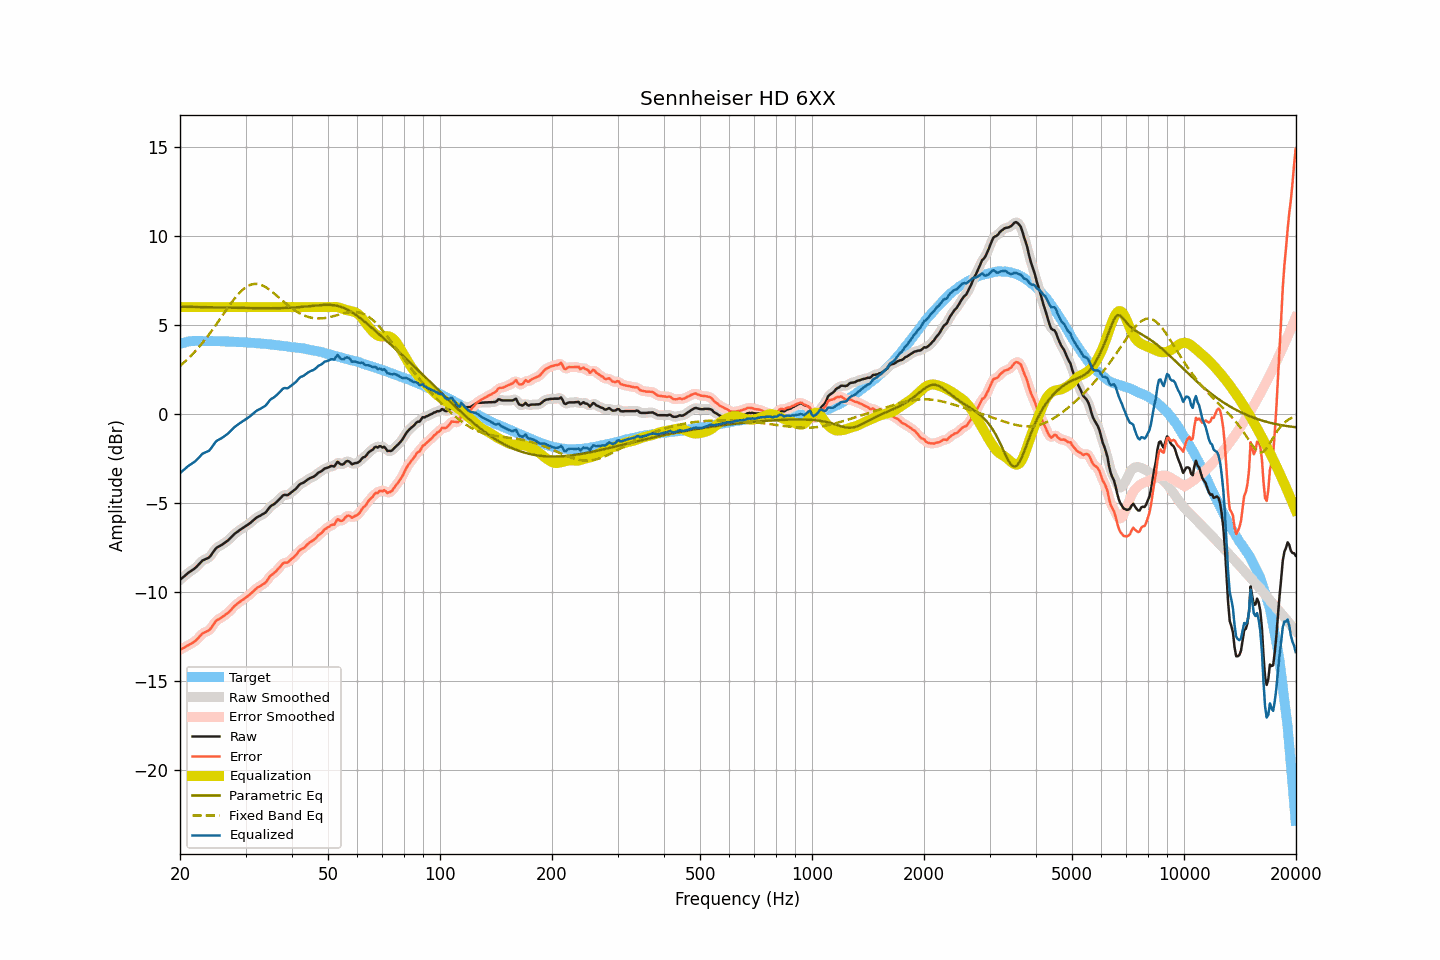 Sennheiser HD 6XX
15
10
5
0
−5
−10
−15
−20
Amplitude (dBr)
Target
Raw Smoothed
Error Smoothed
Raw
Error
Equalization
Parametric Eq
Fixed Band Eq
Equalized
20 50 100 200 500 1000 2000 5000 10000 20000
Frequency (Hz)